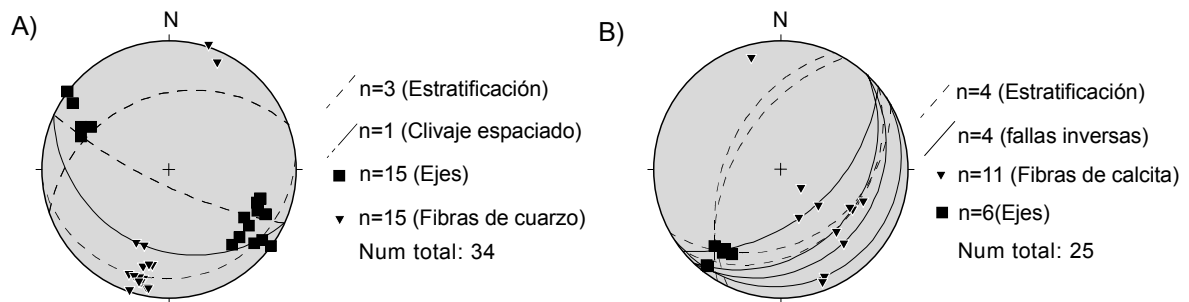 A)
N
n=3 (Estratificación)
n=1 (Clivaje espaciado)
n=15 (Ejes)
n=15 (Fibras de cuarzo)
Num total: 34
B)
N
n=4 (Estratificación)
n=4 (fallas inversas)
n=11 (Fibras de calcita)
n=6(Ejes)
Num total: 25